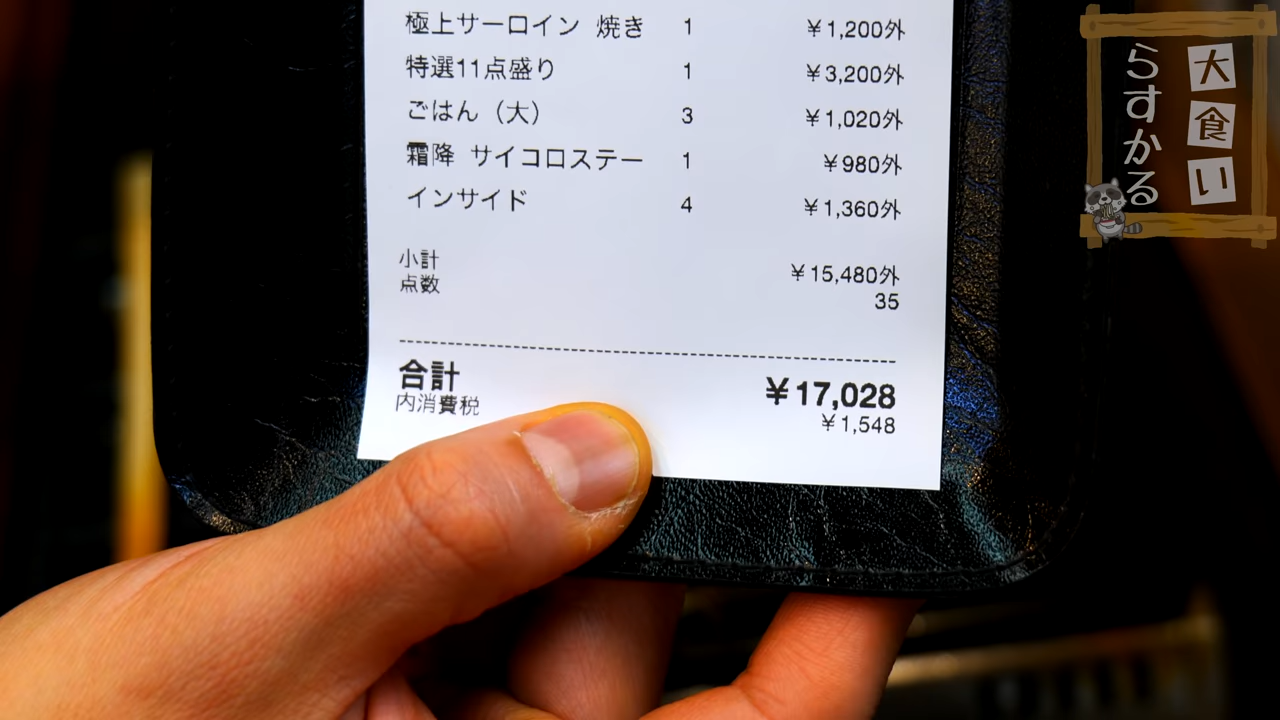 極上サーロイン 焼き 1 ¥1,200外
特選11点盛り 1 ¥3,200外
ごはん（大） 3 ¥1,020外
霜降 サイコロステー 1 ¥980外
インサイド 4 ¥1,360外
小計 ¥15,480外
点数 35
合計 ¥17,028
内消費税 ¥1,548
大食い
らすかる